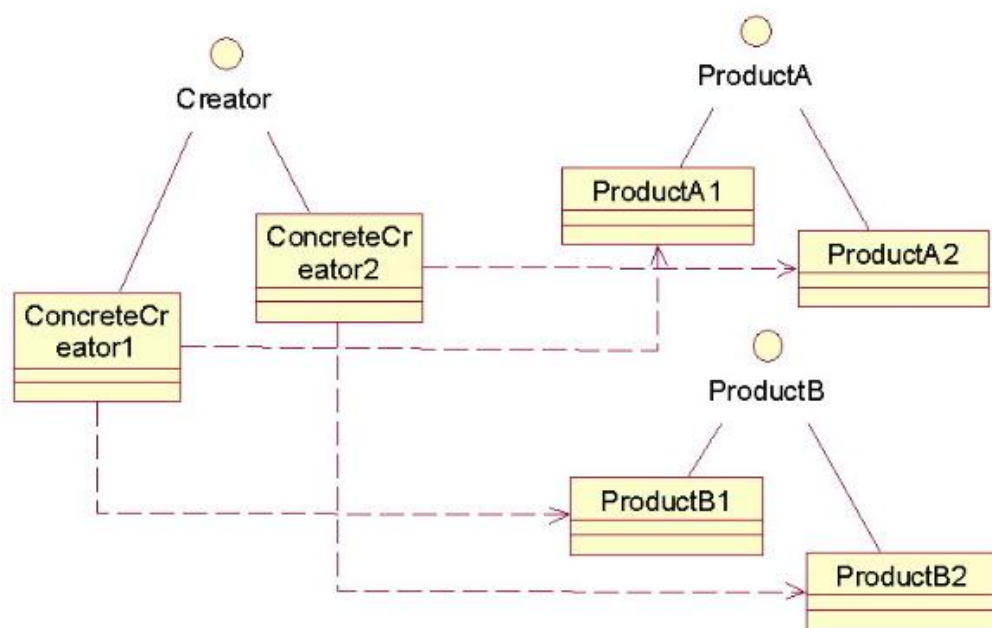 ProductA
Creator
ProductA1
ConcreteCr
eator2
ProductA2
ConcreteCr
eator1
ProductB
ProductB1
ProductB2